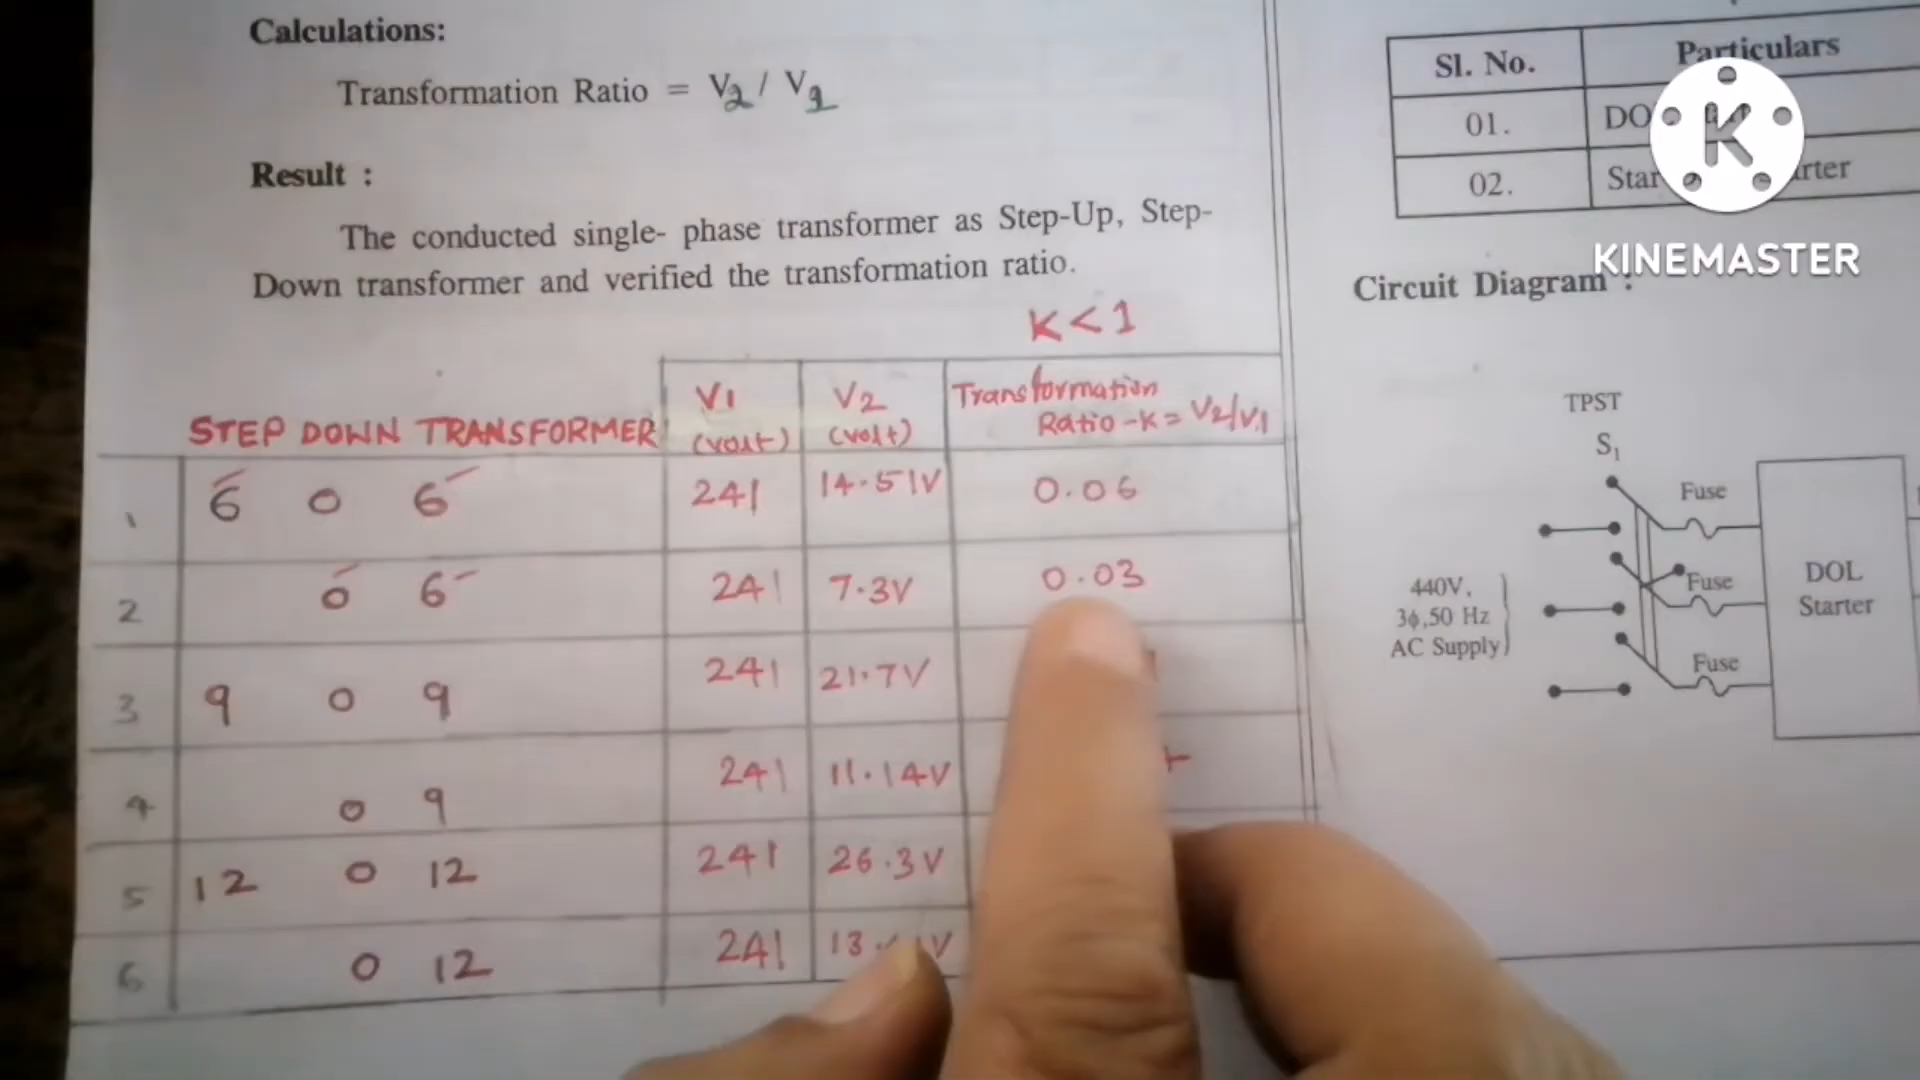 Calculations:
Transformation Ratio = V2 / V1
Result :
The conducted single- phase transformer as Step-Up, Step-
Down transformer and verified the transformation ratio.
K < 1
STEP DOWN TRANSFORMER
V1 (volt)
V2 (volt)
Transformation Ratio - K = V2/V1
1 6 0 6 241 14.51V 0.06
2 0 6 241 7.3V 0.03
3 9 0 9 241 21.7V
4 0 9 241 11.14V
5 12 0 12 241 26.3V
6 0 12 241
Sl. No. Particulars
01.
02.
KINEMASTER
Circuit Diagram :
TPST
S1
Fuse
Fuse
Fuse
440V,
3ϕ,50 Hz
AC Supply
DOL
Starter